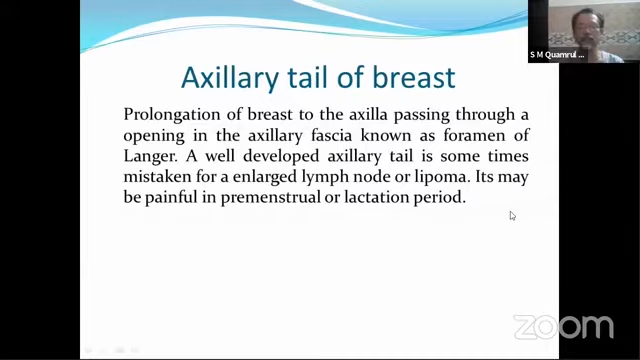 S M Quamrul ...
Axillary tail of breast
Prolongation of breast to the axilla passing through a
opening in the axillary fascia known as foramen of
Langer. A well developed axillary tail is some times
mistaken for a enlarged lymph node or lipoma. Its may
be painful in premenstrual or lactation period.
zoom